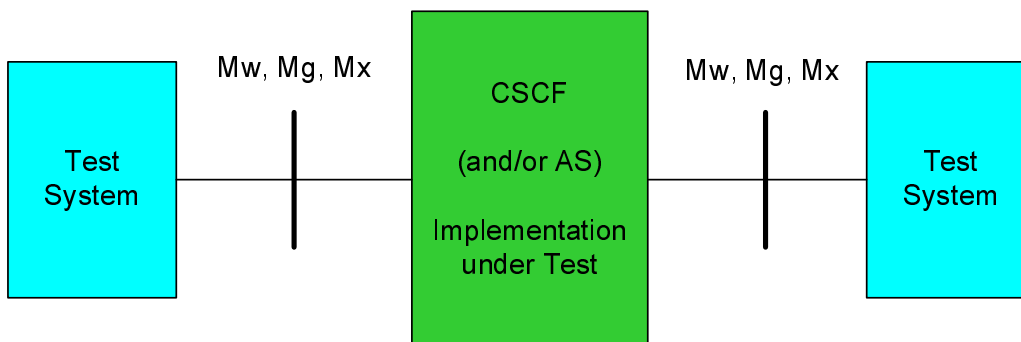 Mw, Mg, Mx
Mw, Mg, Mx
Test
System
CSCF
(and/or AS)
Implementation
under Test
Test
System